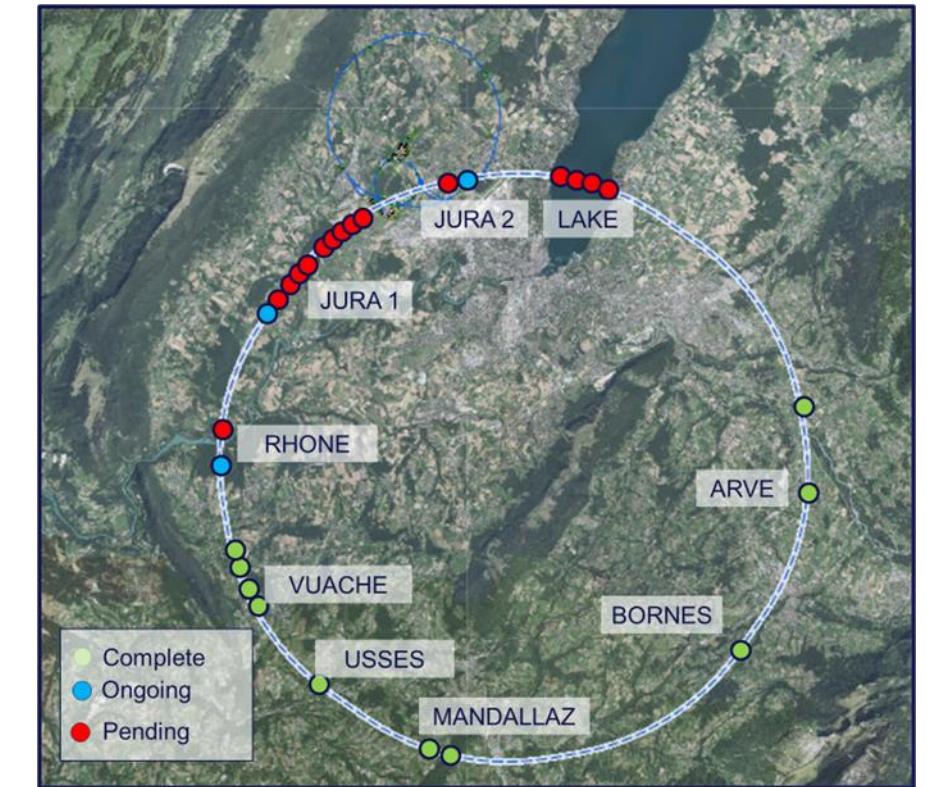 JURA 2
LAKE
JURA 1
RHONE
ARVE
VUACHE
BORNES
USSES
MANDALLAZ
Complete
Ongoing
Pending